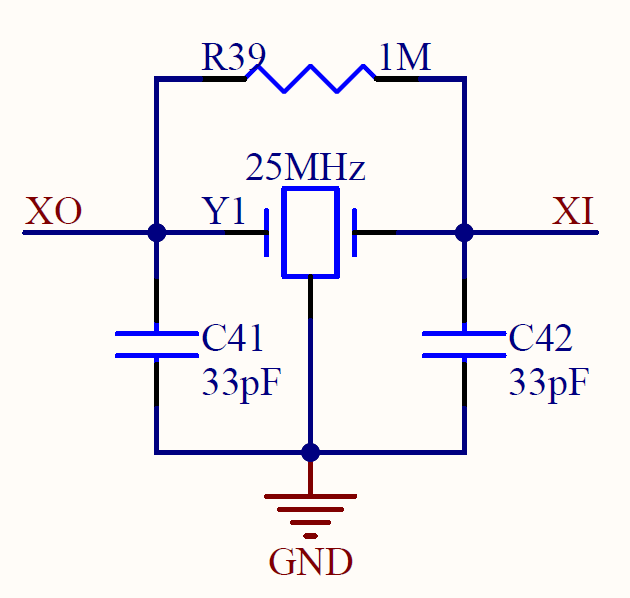 R39 1M
25MHz
XO Y1 XI
C41 C42
33pF 33pF
GND